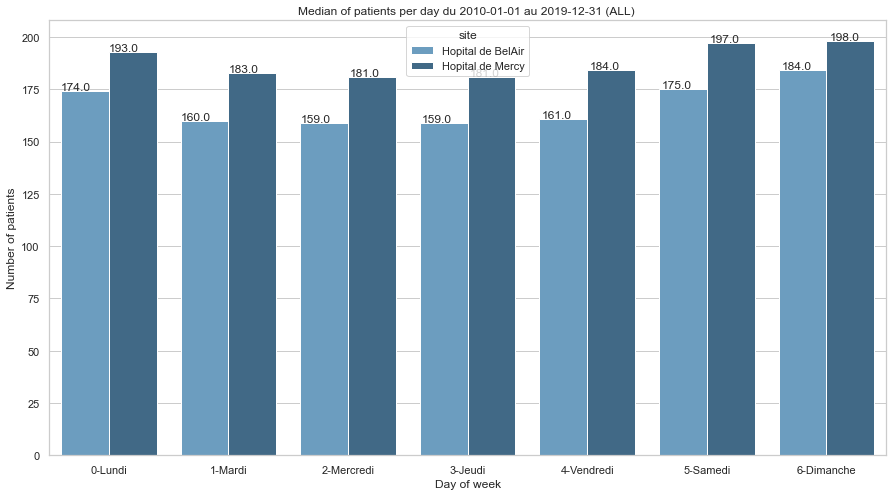 Median of patients per day du 2010-01-01 au 2019-12-31 (ALL)
site
Hopital de BelAir
Hopital de Mercy
Number of patients
200
175
150
125
100
75
50
25
0
174.0
193.0
160.0
183.0
159.0
181.0
159.0
181.0
161.0
184.0
175.0
197.0
184.0
198.0
0-Lundi
1-Mardi
2-Mercredi
3-Jeudi
4-Vendredi
5-Samedi
6-Dimanche
Day of week